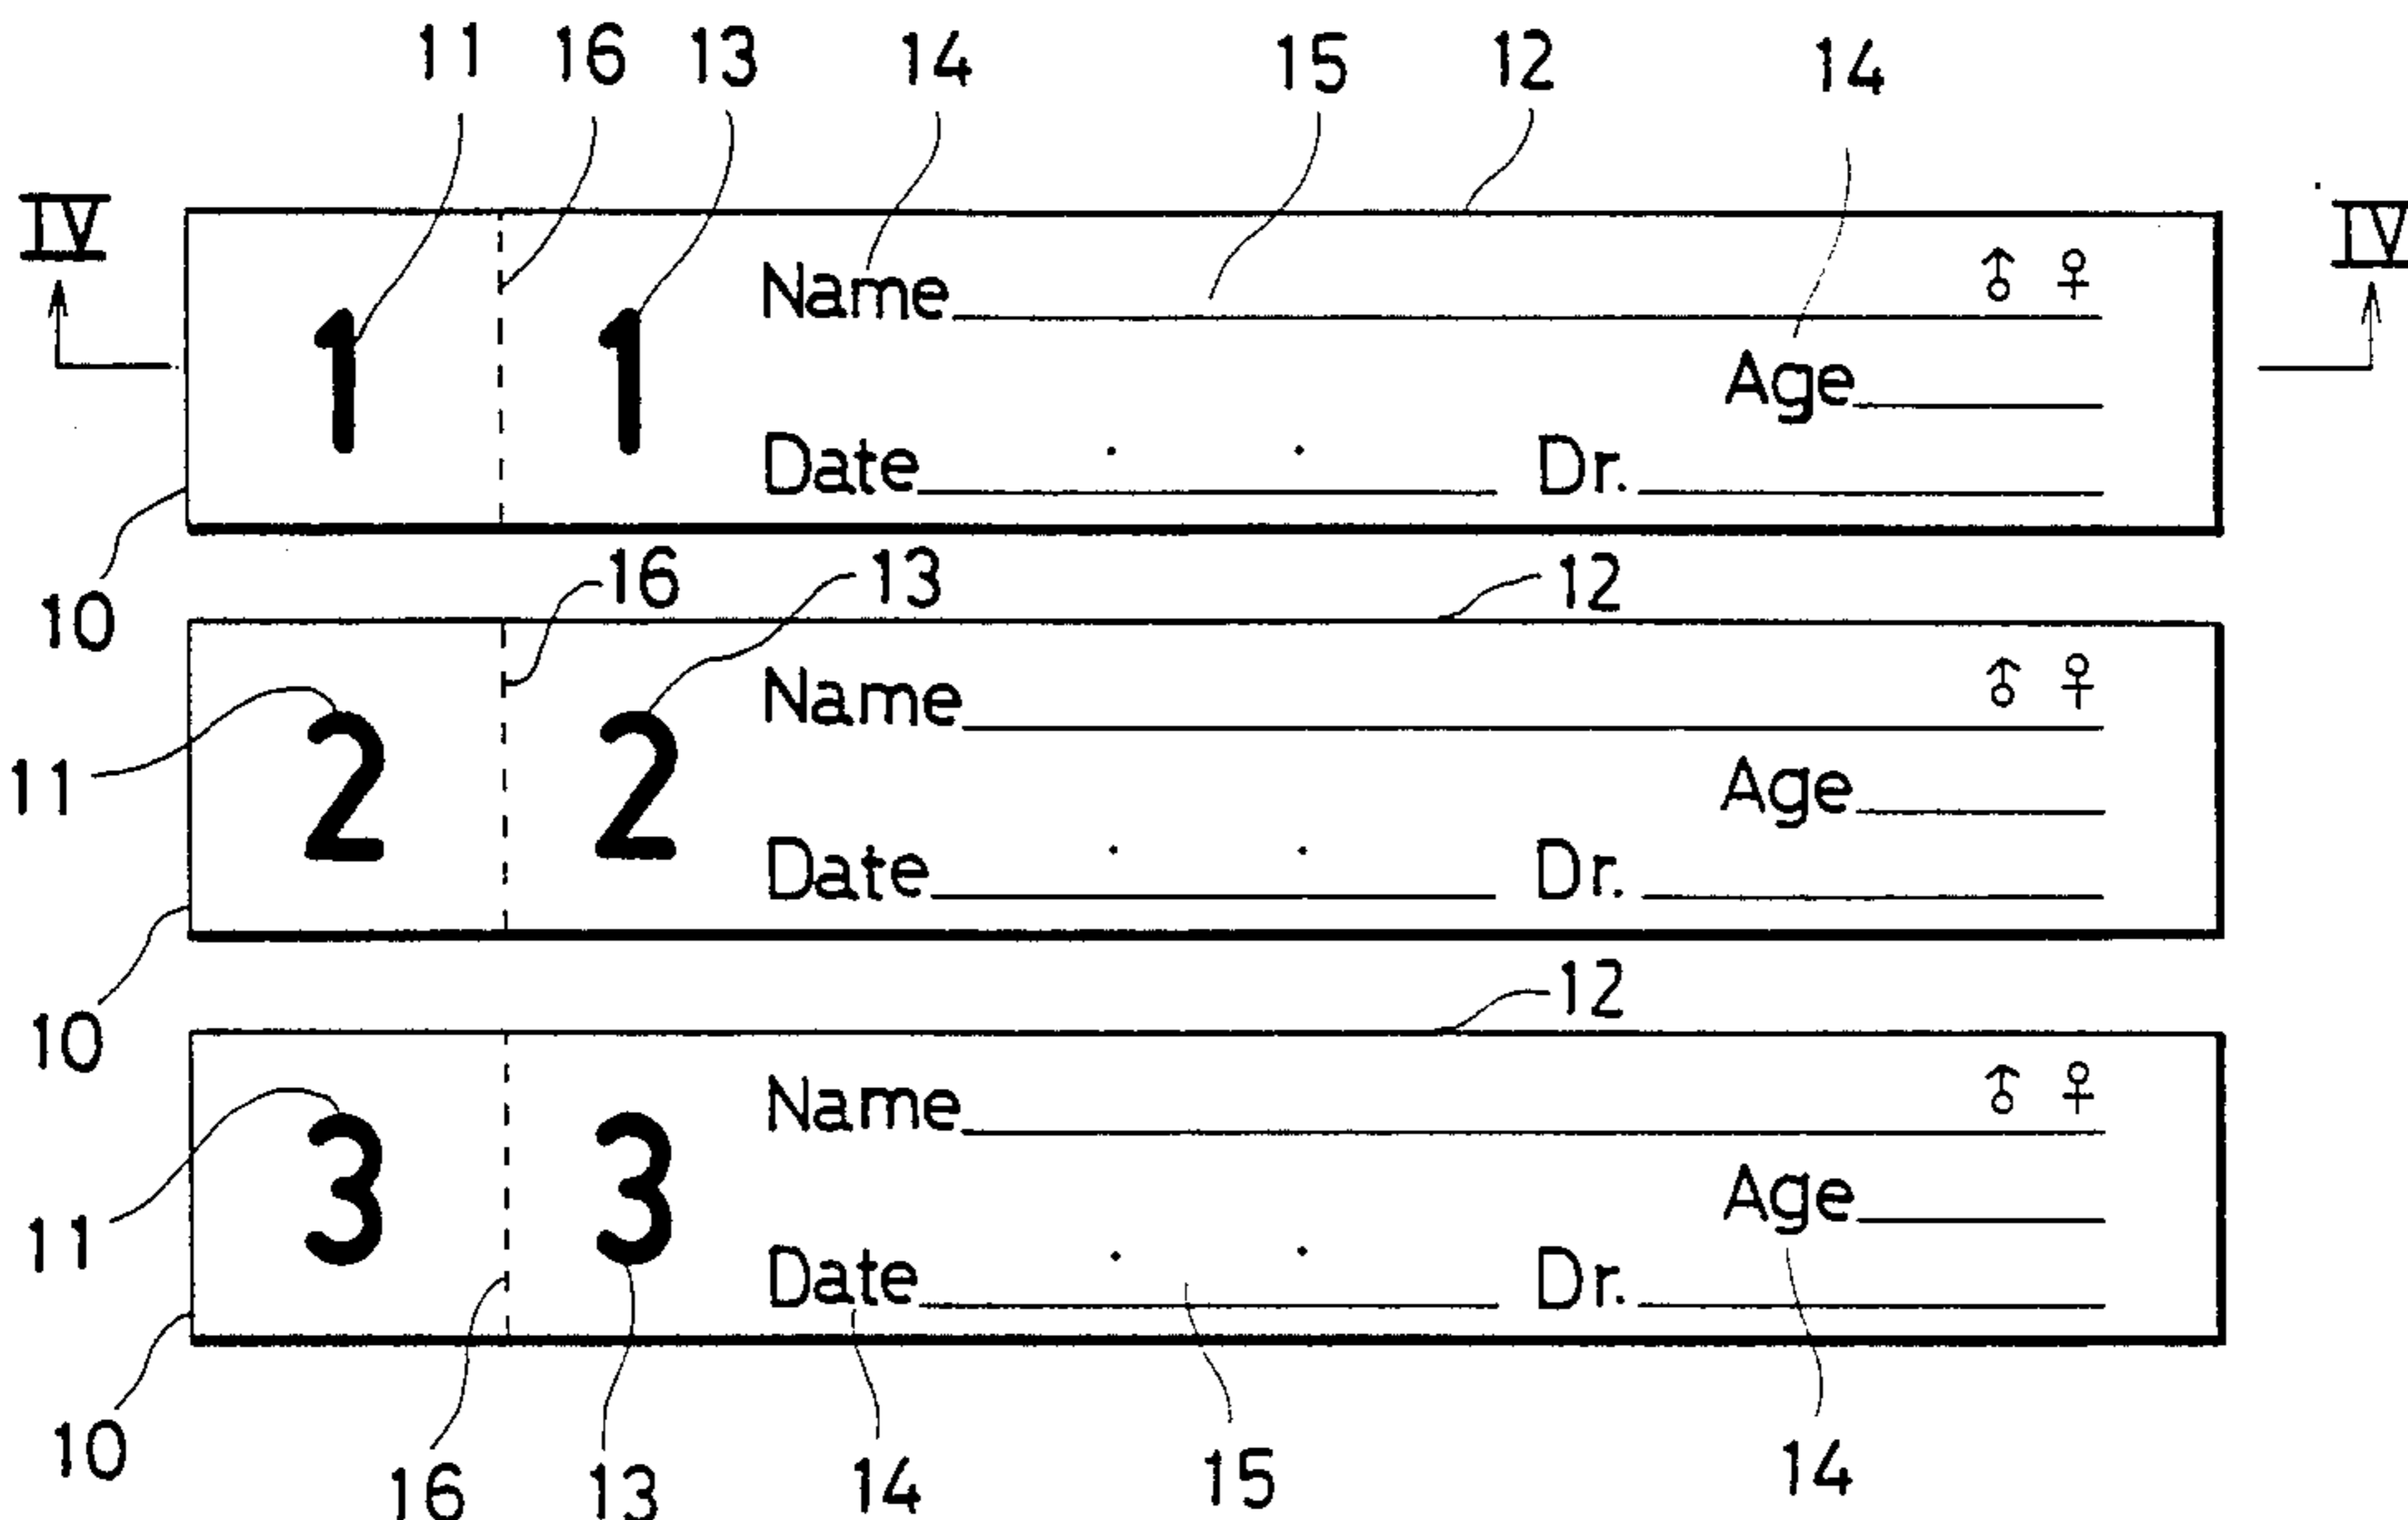 11 16 13 14 15 12 14
IV IV
Name ♂ ♀
1 1 Age
Date . . Dr.
10 16 13 12
Name ♂ ♀
11 2 2 Age
Date . . Dr.
10 12
Name ♂ ♀
11 3 3 Age
Date . . Dr.
10 16 13 14 15 14